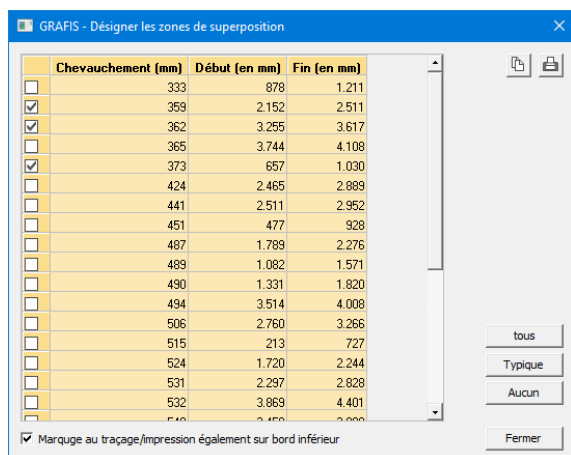 GRAFIS - Désigner les zones de superposition
Chevauchement (mm) Début (en mm) Fin (en mm)
333 878 1.211
359 2.152 2.511
362 3.255 3.617
365 3.744 4.108
373 657 1.030
424 2.465 2.889
441 2.511 2.952
451 477 928
487 1.789 2.276
489 1.082 1.571
490 1.331 1.820
494 3.514 4.008
506 2.760 3.266
515 213 727
524 1.720 2.244
531 2.297 2.828
532 3.869 4.401
tous
Typique
Aucun
Marquge au traçage/impression également sur bord inférieur
Fermer